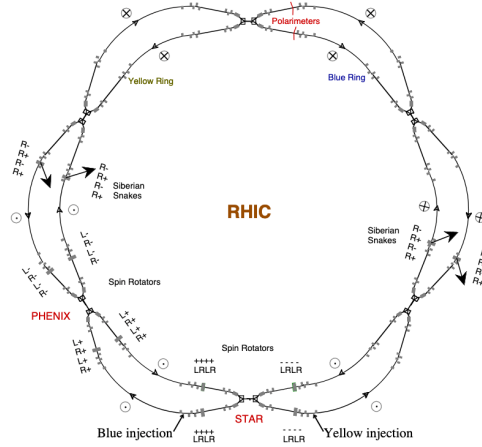 Polarimeters
Yellow Ring
Blue Ring
R-
R+
R-
R+
R-
R+
R-
R+
Siberian
Snakes
RHIC
Siberian
Snakes
R-
R+
R-
R+
L-
R-
L-
R-
L-
R-
L-
R-
Spin Rotators
PHENIX
L+
R+
L+
R+
L+
R+
L+
R+
Spin Rotators
++++
LRLR
- - - -
LRLR
STAR
Blue injection
++++
LRLR
- - - -
LRLR
Yellow injection